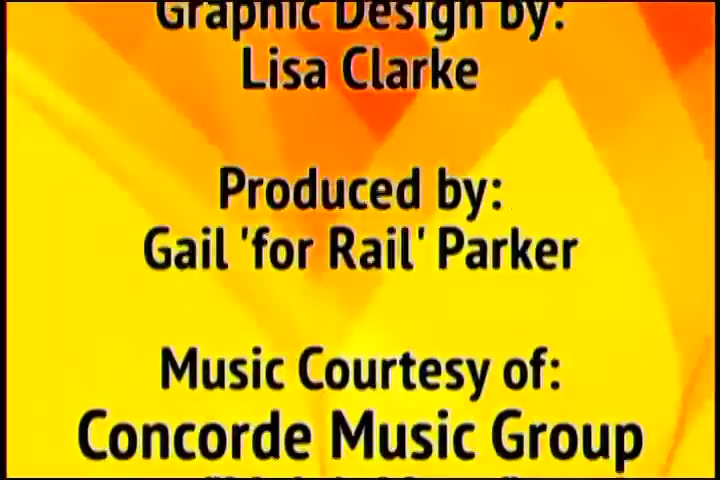 Graphic Design by:
Lisa Clarke
Produced by:
Gail 'for Rail' Parker
Music Courtesy of:
Concorde Music Group